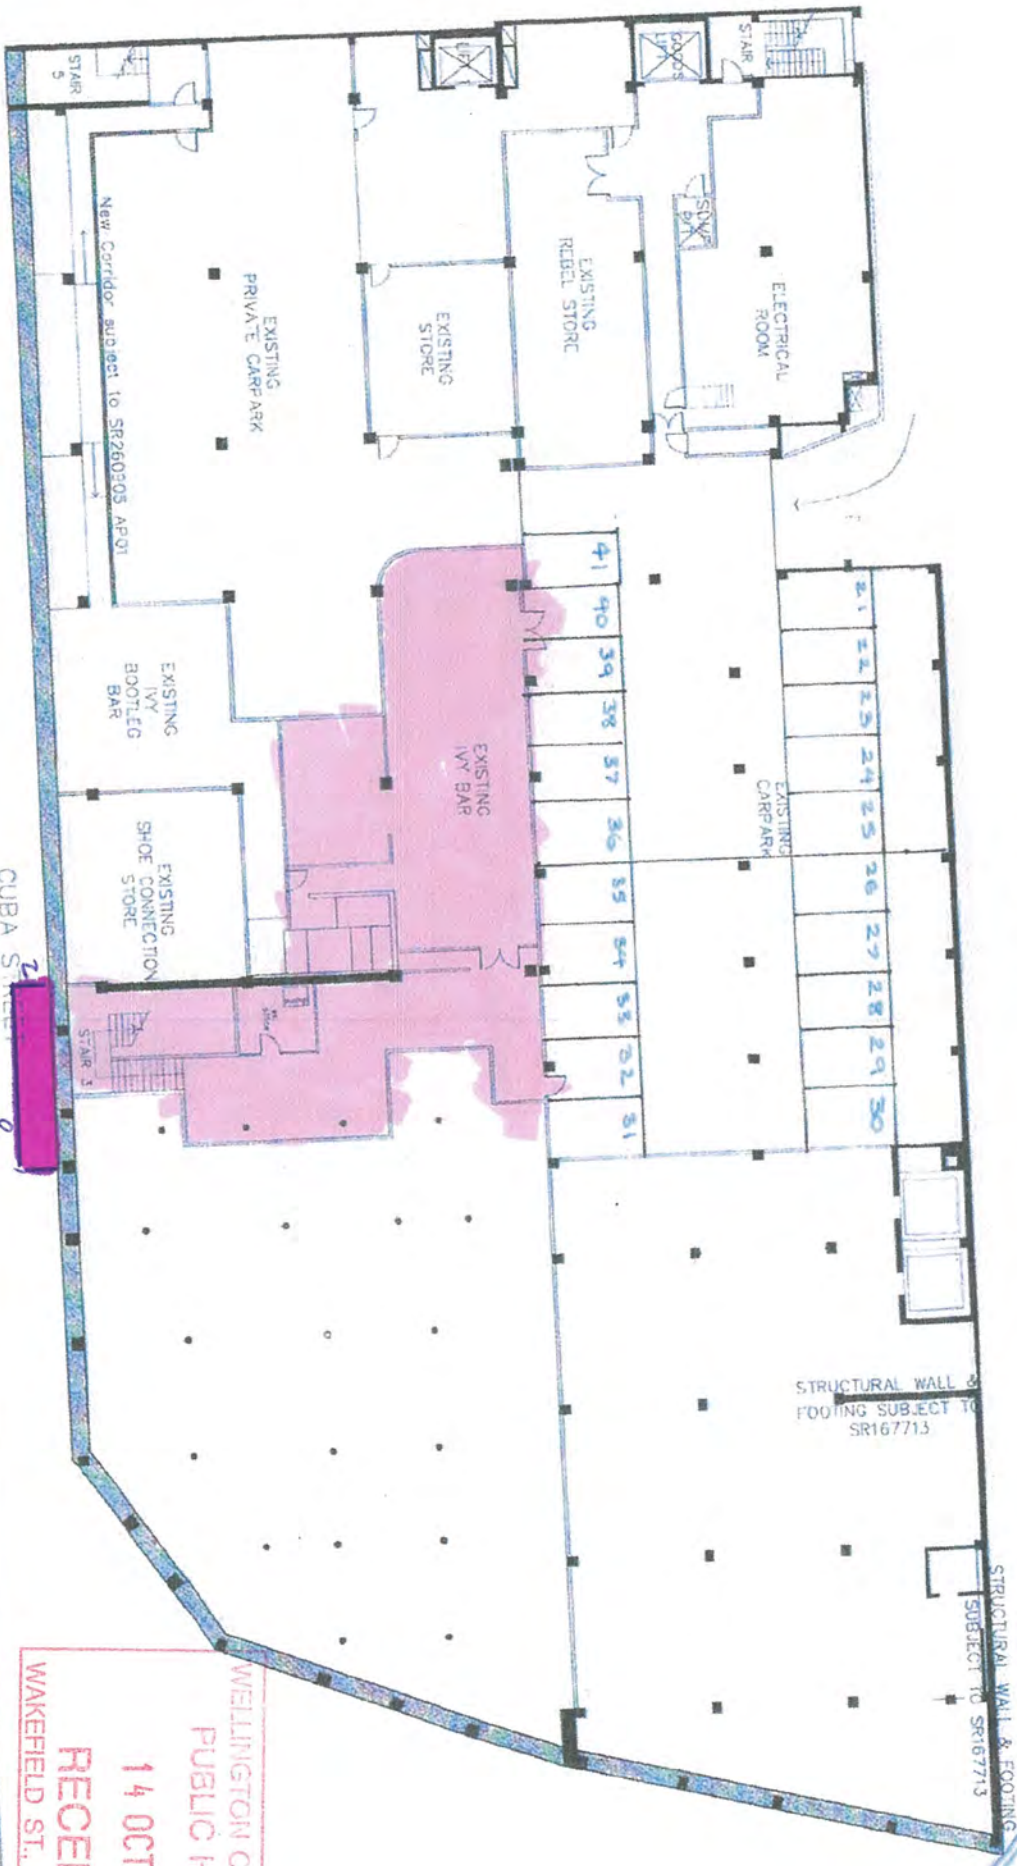 STAIR
5
LIFT
GOODS
LIFT
STAIR
ELECTRICAL
ROOM
EXISTING
REBEL STORE
EXISTING
STORE
EXISTING
PRIVATE CARPARK
New Corridor subject to SR260905 AP01
41
40
39
38
37
36
35
34
33
32
31
21
22
23
24
25
26
27
28
29
30
EXISTING
CARPARK
EXISTING
IVY BAR
EXISTING
IVY
BOOTLEG
BAR
EXISTING
SHOE CONNECTION
STORE
STAIR 3
CUBA STREET
STRUCTURAL WALL &
FOOTING SUBJECT TO
SR167713
STRUCTURAL WALL & FOOTING
SUBJECT TO SR167713
WELLINGTON C
PUBLIC
14 OCT
RECEI
WAKEFIELD ST.,